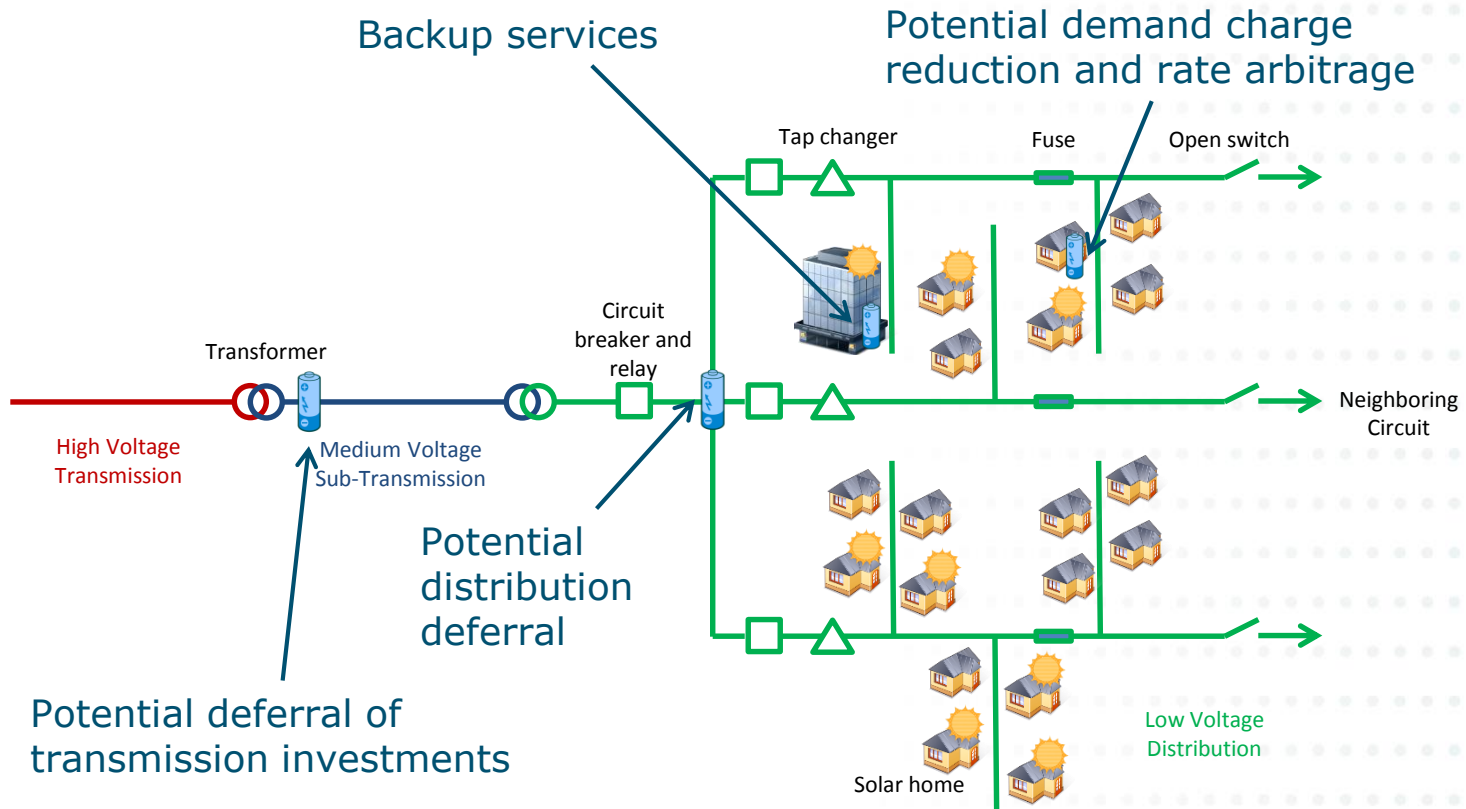 Backup services
Potential demand charge
reduction and rate arbitrage
Tap changer
Fuse
Open switch
Circuit
breaker and
relay
Transformer
High Voltage
Transmission
Medium Voltage
Sub-Transmission
Neighboring
Circuit
Potential
distribution
deferral
Potential deferral of
transmission investments
Solar home
Low Voltage
Distribution